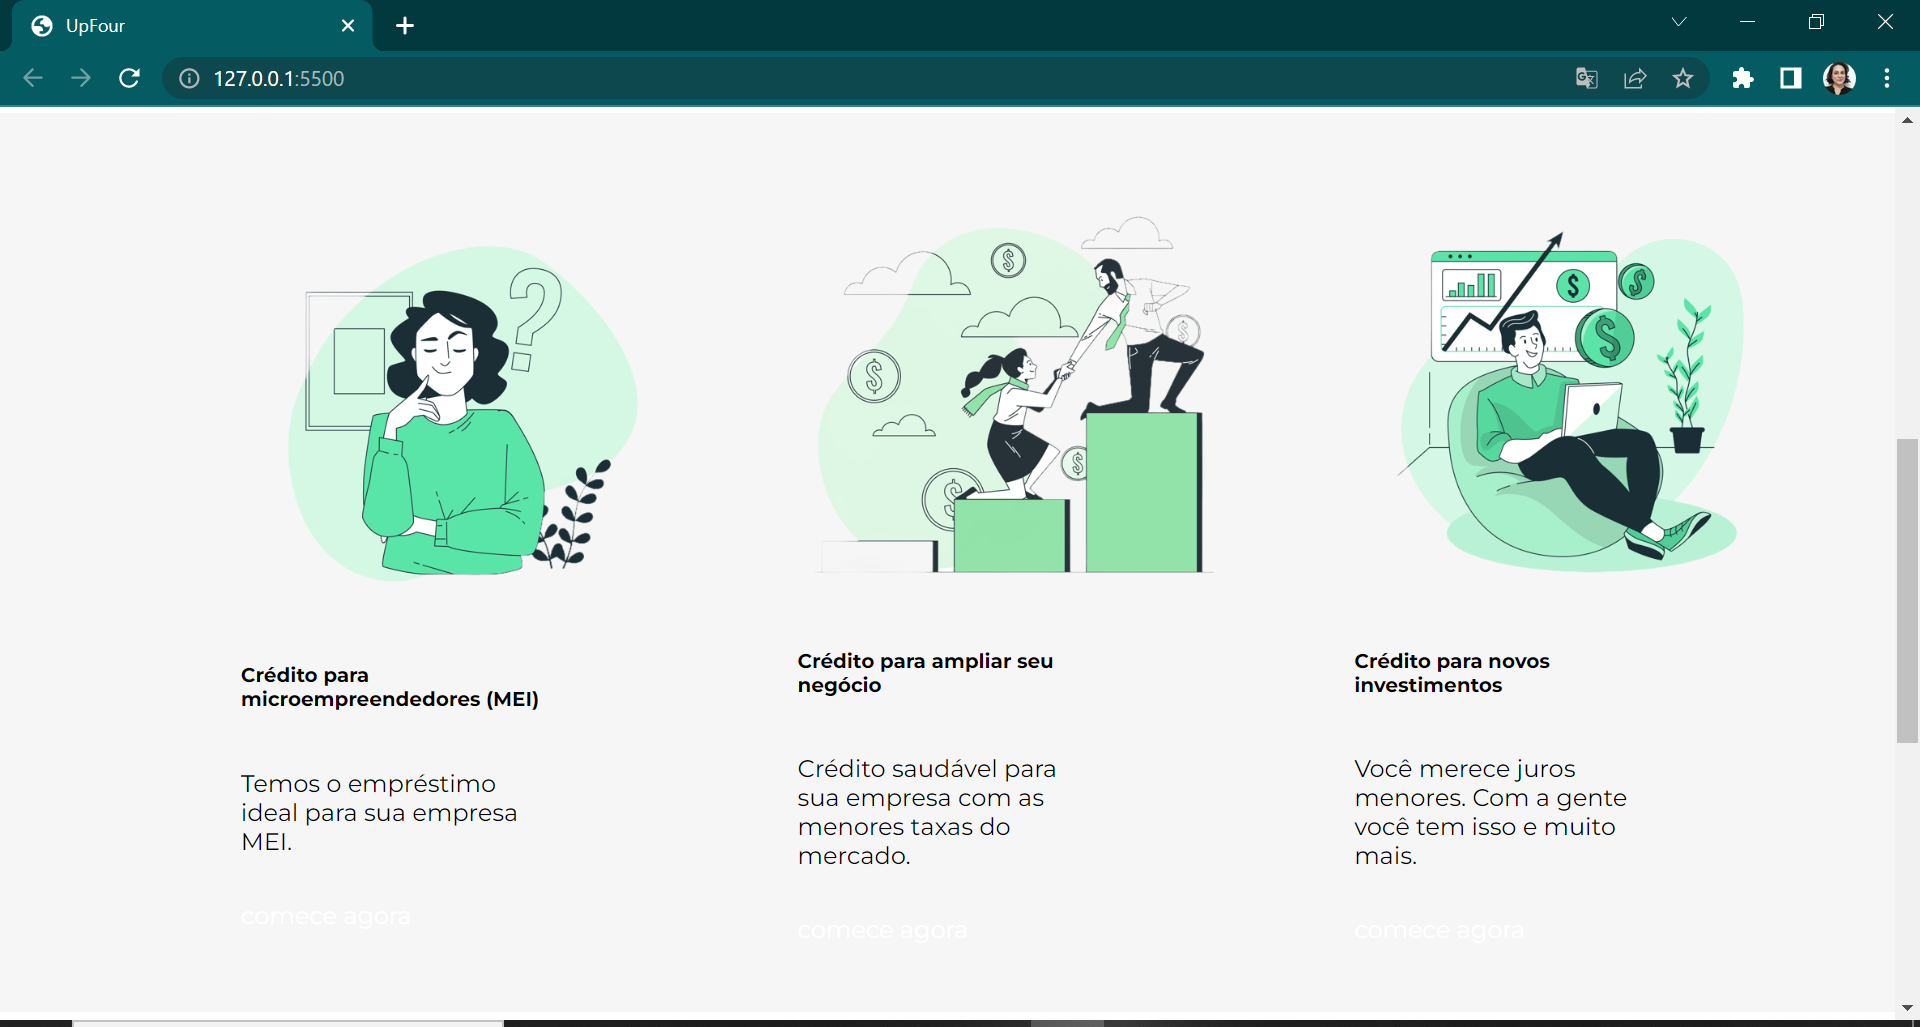 UpFour
127.0.0.1:5500
?
$
$
$
$
$
$
$
$
Crédito para
microempreendedores (MEI)
Temos o empréstimo
ideal para sua empresa
MEI.
comece agora
Crédito para ampliar seu
negócio
Crédito saudável para
sua empresa com as
menores taxas do
mercado.
comece agora
Crédito para novos
investimentos
Você merece juros
menores. Com a gente
você tem isso e muito
mais.
comece agora